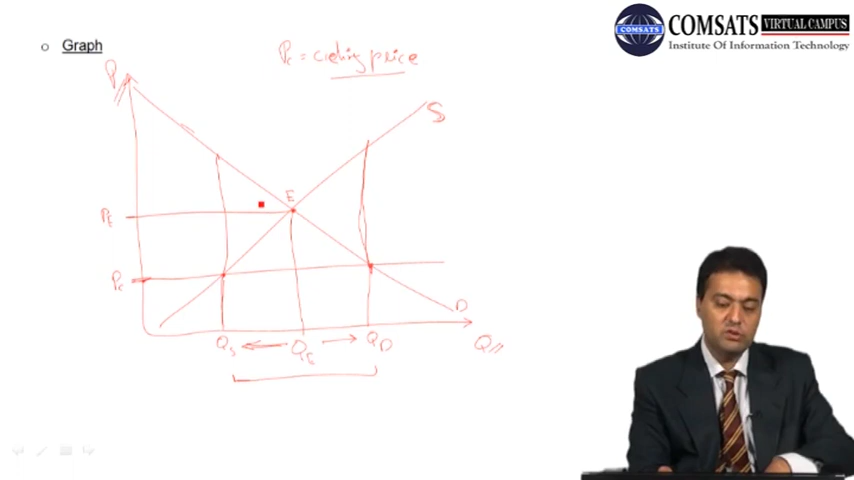 Graph
Pc = ceiling price
COMSATS VIRTUAL CAMPUS
Institute Of Information Technology
COMSATS
P
S
E
PE
Pc
D
Qs QE QD
Q